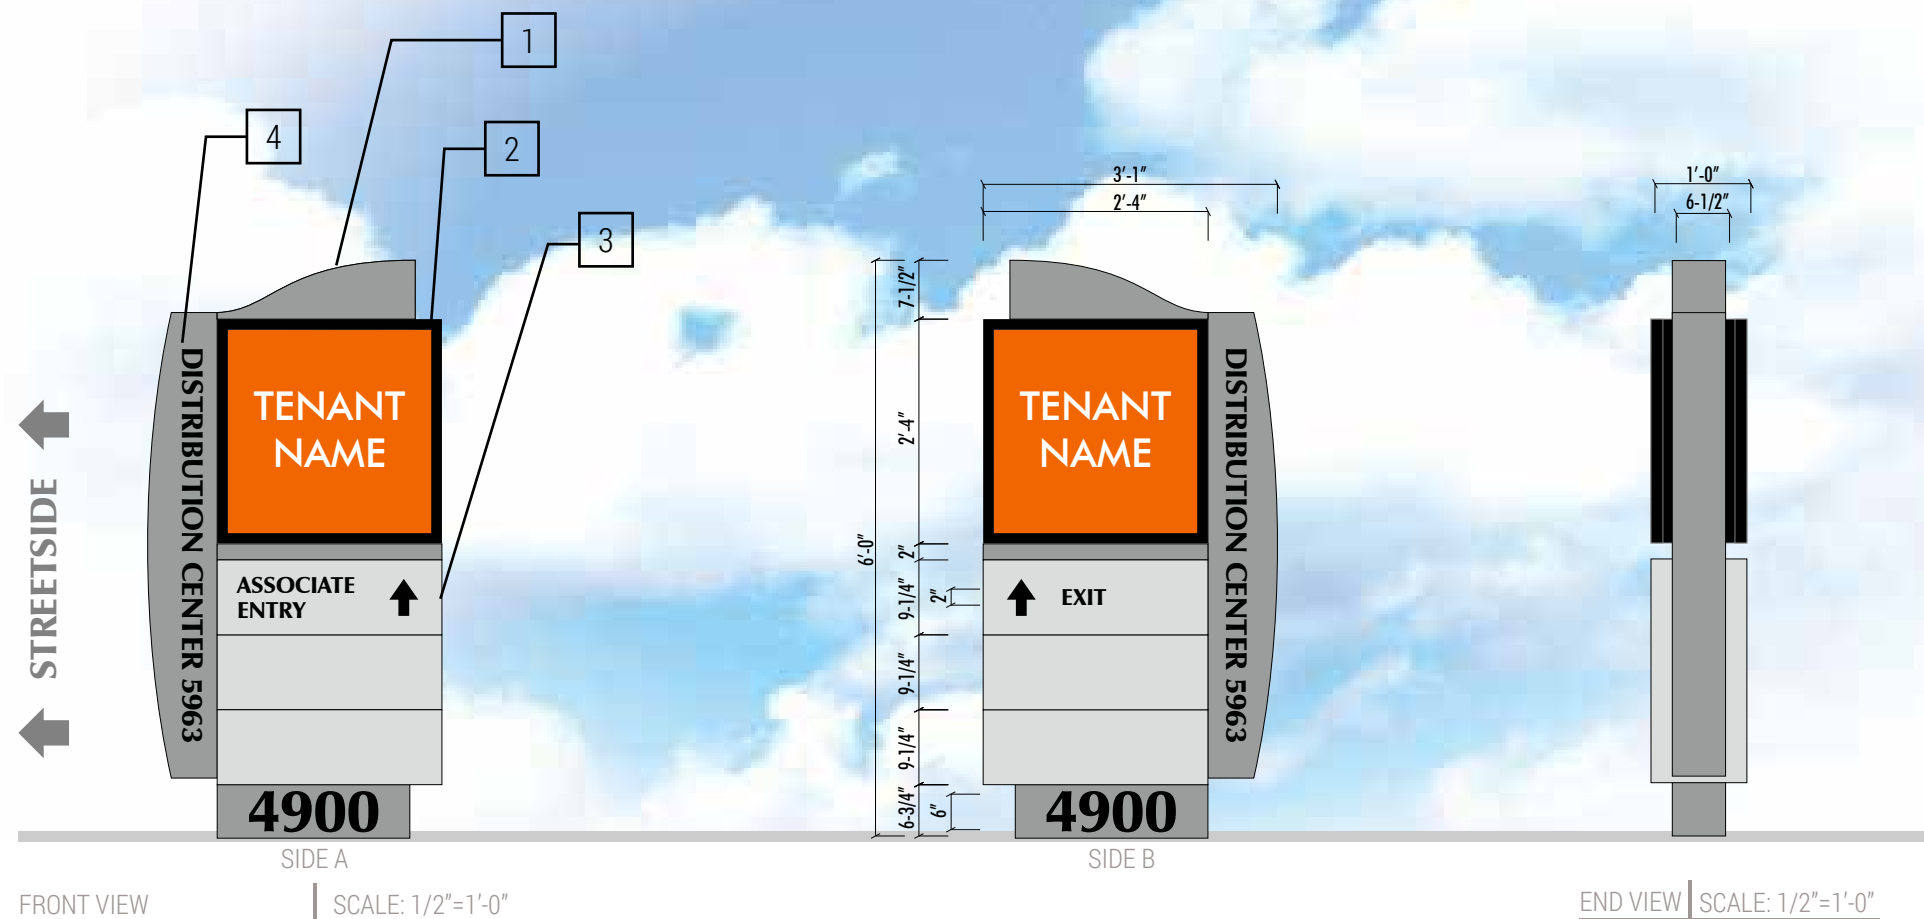 1
4
2
3
STREETSIDE
DISTRIBUTION CENTER 5963
TENANT
NAME
ASSOCIATE
ENTRY
4900
SIDE A
FRONT VIEW
SCALE: 1/2"=1'-0"
3'-1"
2'-4"
6'-0"
7-1/2"
2'-4"
2"
9-1/4"
2"
9-1/4"
9-1/4"
6-3/4"
6"
TENANT
NAME
DISTRIBUTION CENTER 5963
EXIT
4900
SIDE B
1'-0"
6-1/2"
END VIEW
SCALE: 1/2"=1'-0"